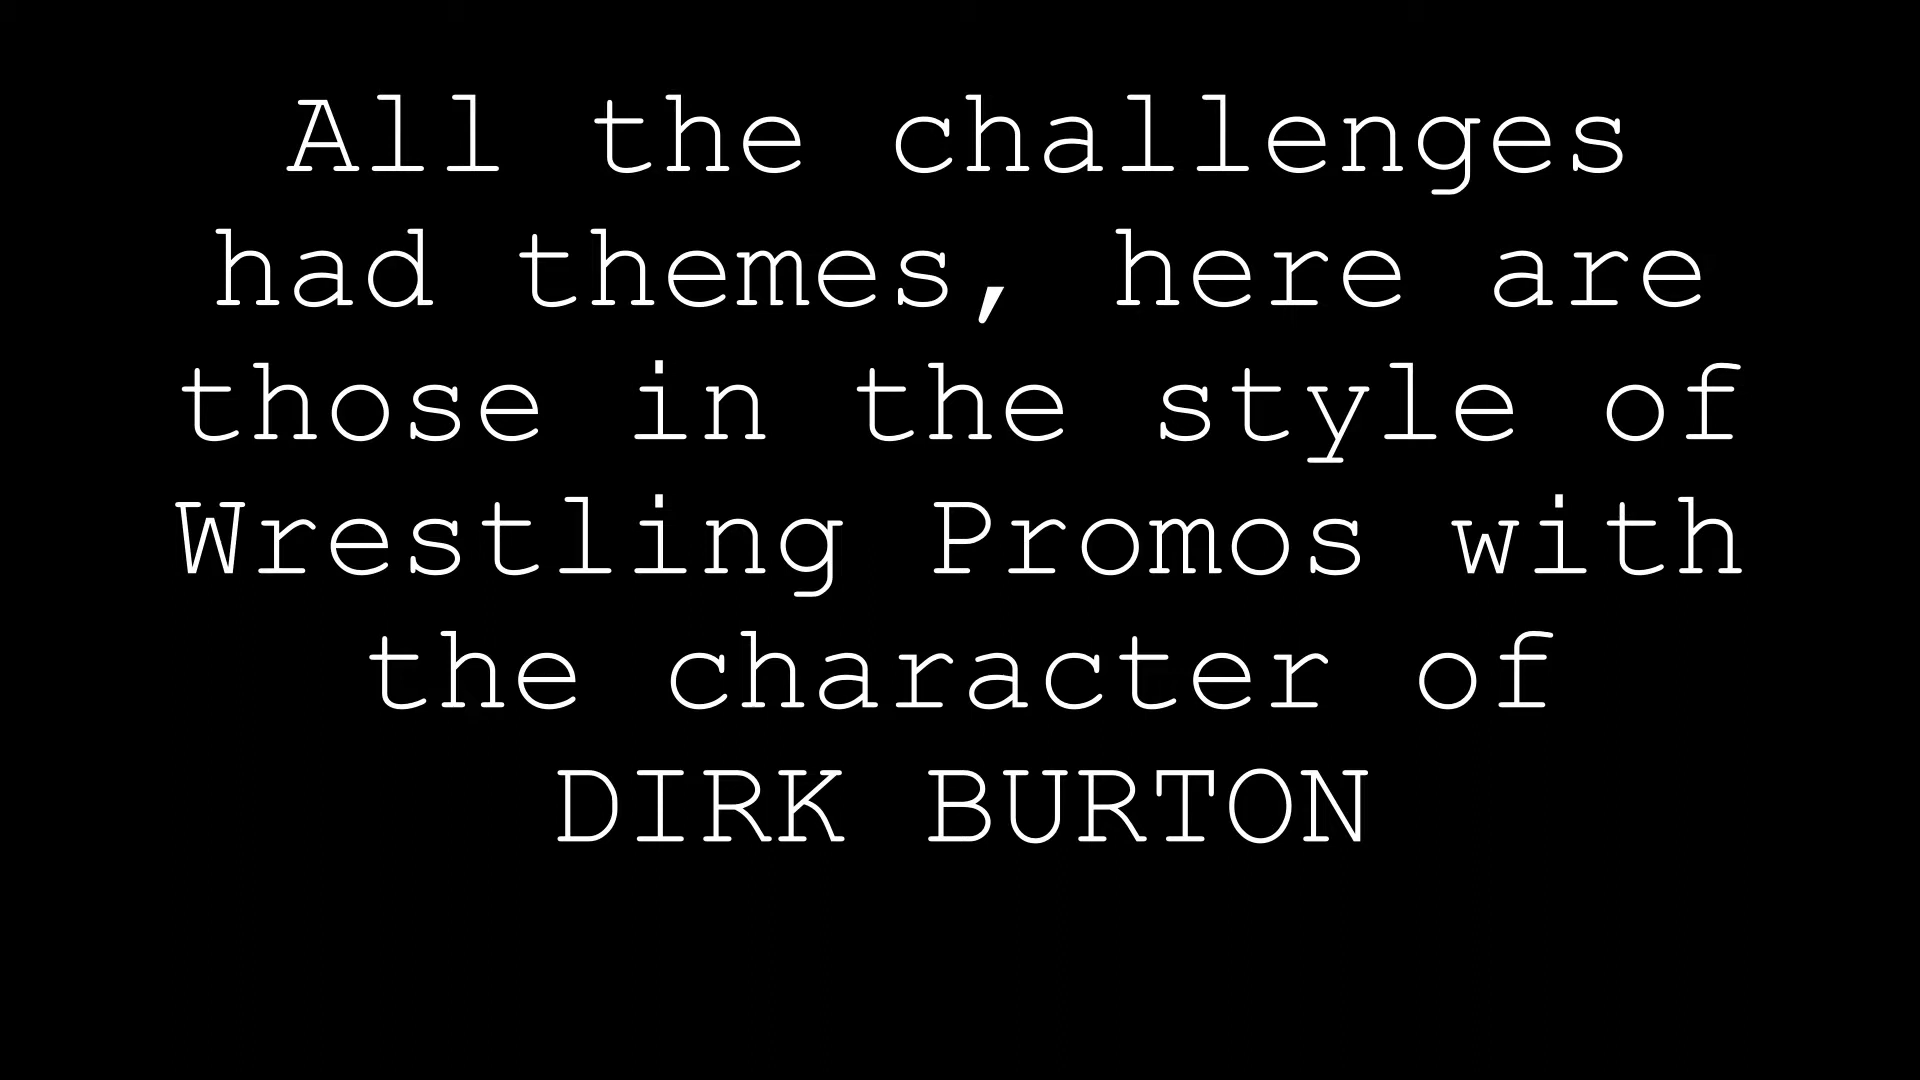 All the challenges
had themes, here are
those in the style of
Wrestling Promos with
the character of
DIRK BURTON